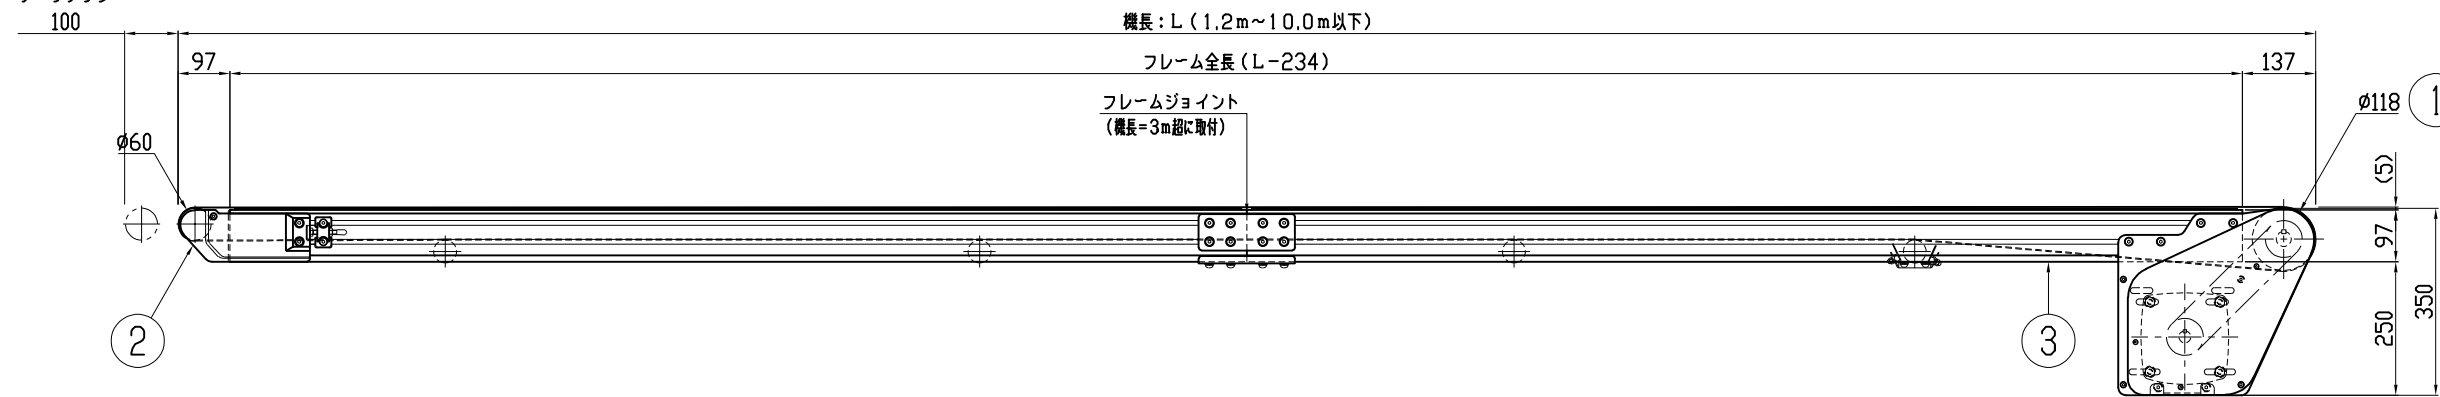 100
機長:L(1,2m~10,0m以下)
97
フレーム全長(L-234)
137
フレームジョイント
(機長=3m超に取付)
ø60
ø118
1
(5)
97
350
250
2
3